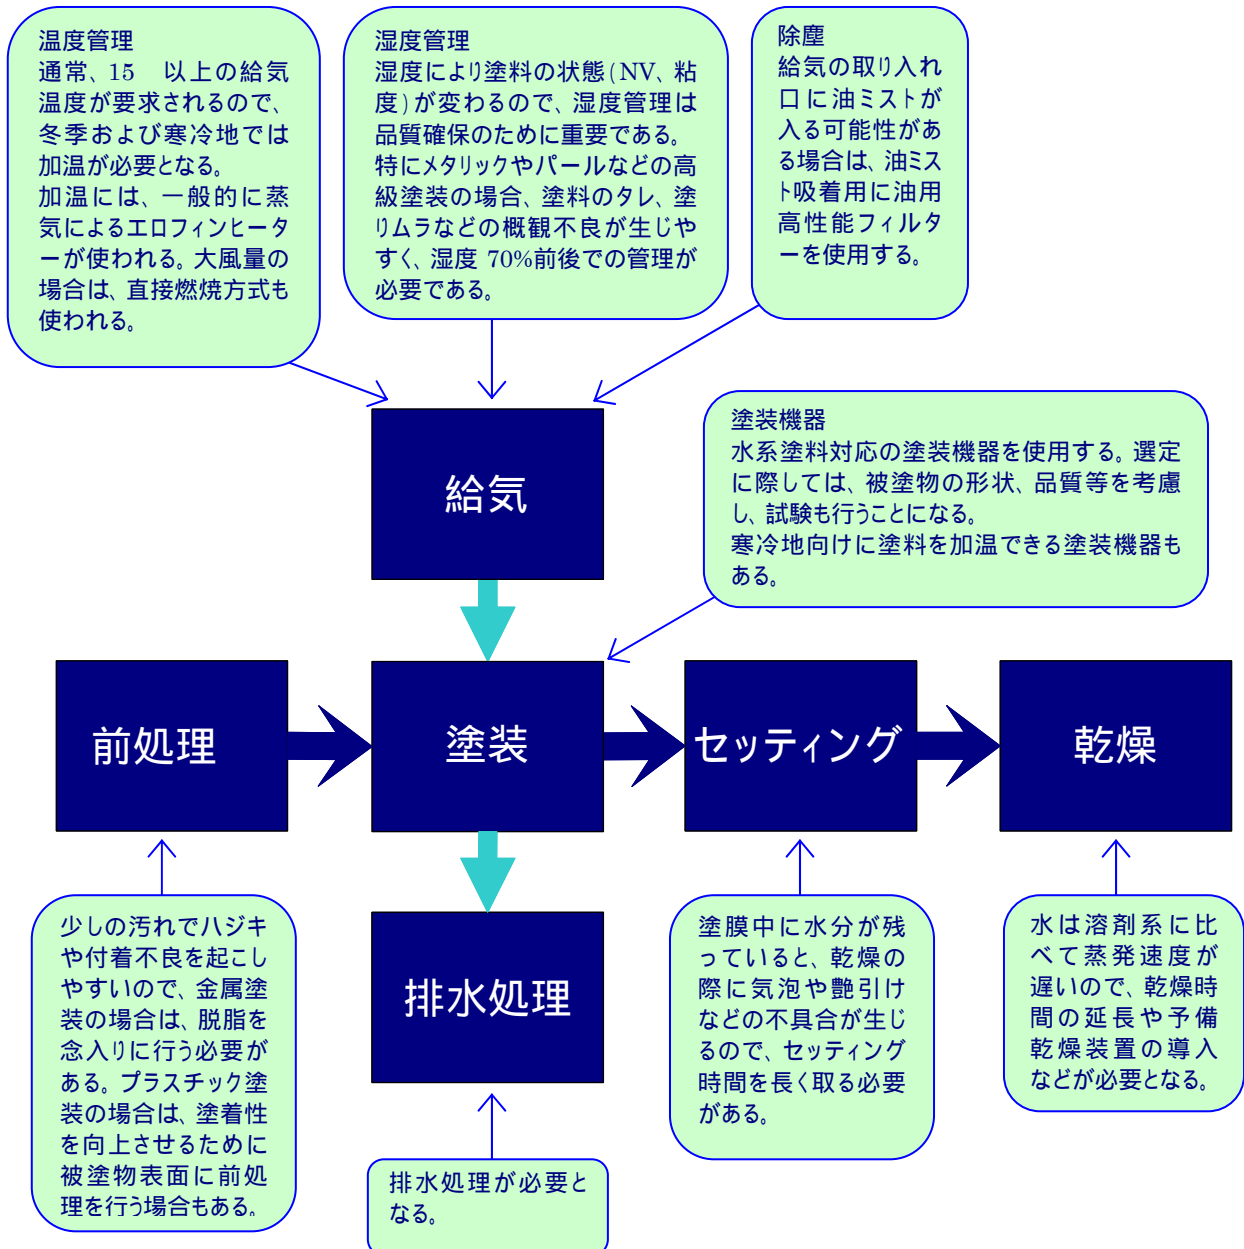 温度管理
通常、15　以上の給気
温度が要求されるので、
冬季および寒冷地では
加温が必要となる。
加温には、一般的に蒸
気によるエロフィンヒータ
ーが使われる。大風量の
場合は、直接燃焼方式も
使われる。
湿度管理
湿度により塗料の状態(NV、粘
度)が変わるので、湿度管理は
品質確保のために重要である。
特にメタリックやパールなどの高
級塗装の場合、塗料のタレ、塗
りムラなどの概観不良が生じや
すく、湿度 70%前後での管理が
必要である。
除塵
給気の取り入れ
口に油ミストが
入る可能性があ
る場合は、油ミス
ト吸着用に油用
高性能フィルタ
ーを使用する。
給気
塗装機器
水系塗料対応の塗装機器を使用する。選定
に際しては、被塗物の形状、品質等を考慮
し、試験も行うことになる。
寒冷地向けに塗料を加温できる塗装機器も
ある。
前処理
塗装
セッティング
乾燥
少しの汚れでハジキ
や付着不良を起こし
やすいので、金属塗
装の場合は、脱脂を
念入りに行う必要が
ある。プラスチック塗
装の場合は、塗着性
を向上させるために
被塗物表面に前処
理を行う場合もある。
排水処理
排水処理が必要と
なる。
塗膜中に水分が残
っていると、乾燥の
際に気泡や艶引け
などの不具合が生じ
るので、セッティング
時間を長く取る必要
がある。
水は溶剤系に比
べて蒸発速度が
遅いので、乾燥時
間の延長や予備
乾燥装置の導入
などが必要となる。